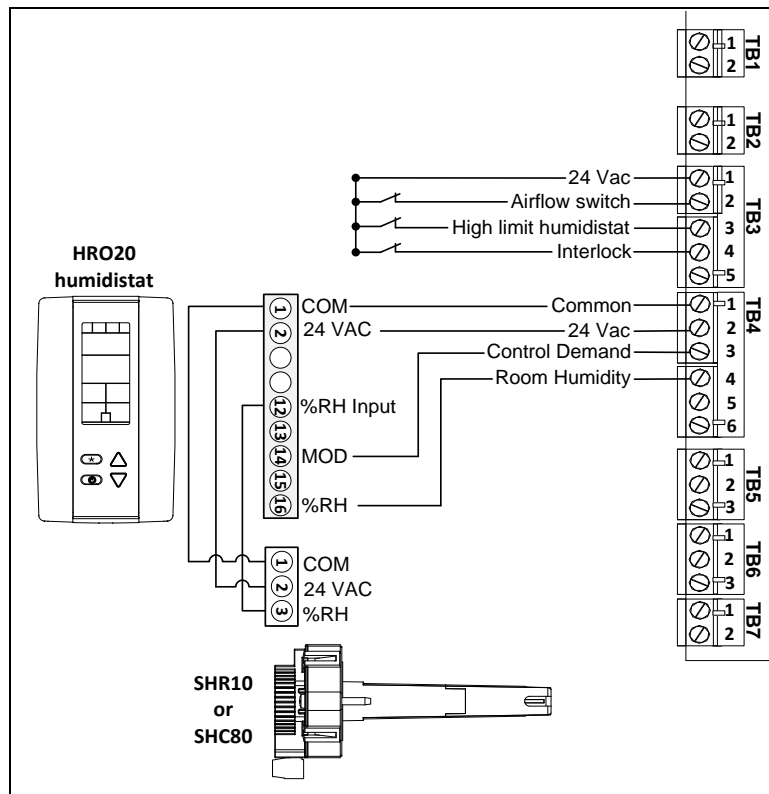 TB1
1
2
TB2
1
2
TB3
24 Vac 1
Airflow switch 2
High limit humidistat 3
Interlock 4
5
HRO20
humidistat
TB4
1 COM Common 1
2 24 VAC 24 Vac 2
Control Demand 3
Room Humidity 4
12 %RH Input 5
13 6
14 MOD
15
16 %RH
TB5
1
2
3
TB6
1
2
3
TB7
1
2
1 COM
2 24 VAC
3 %RH
SHR10
or
SHC80